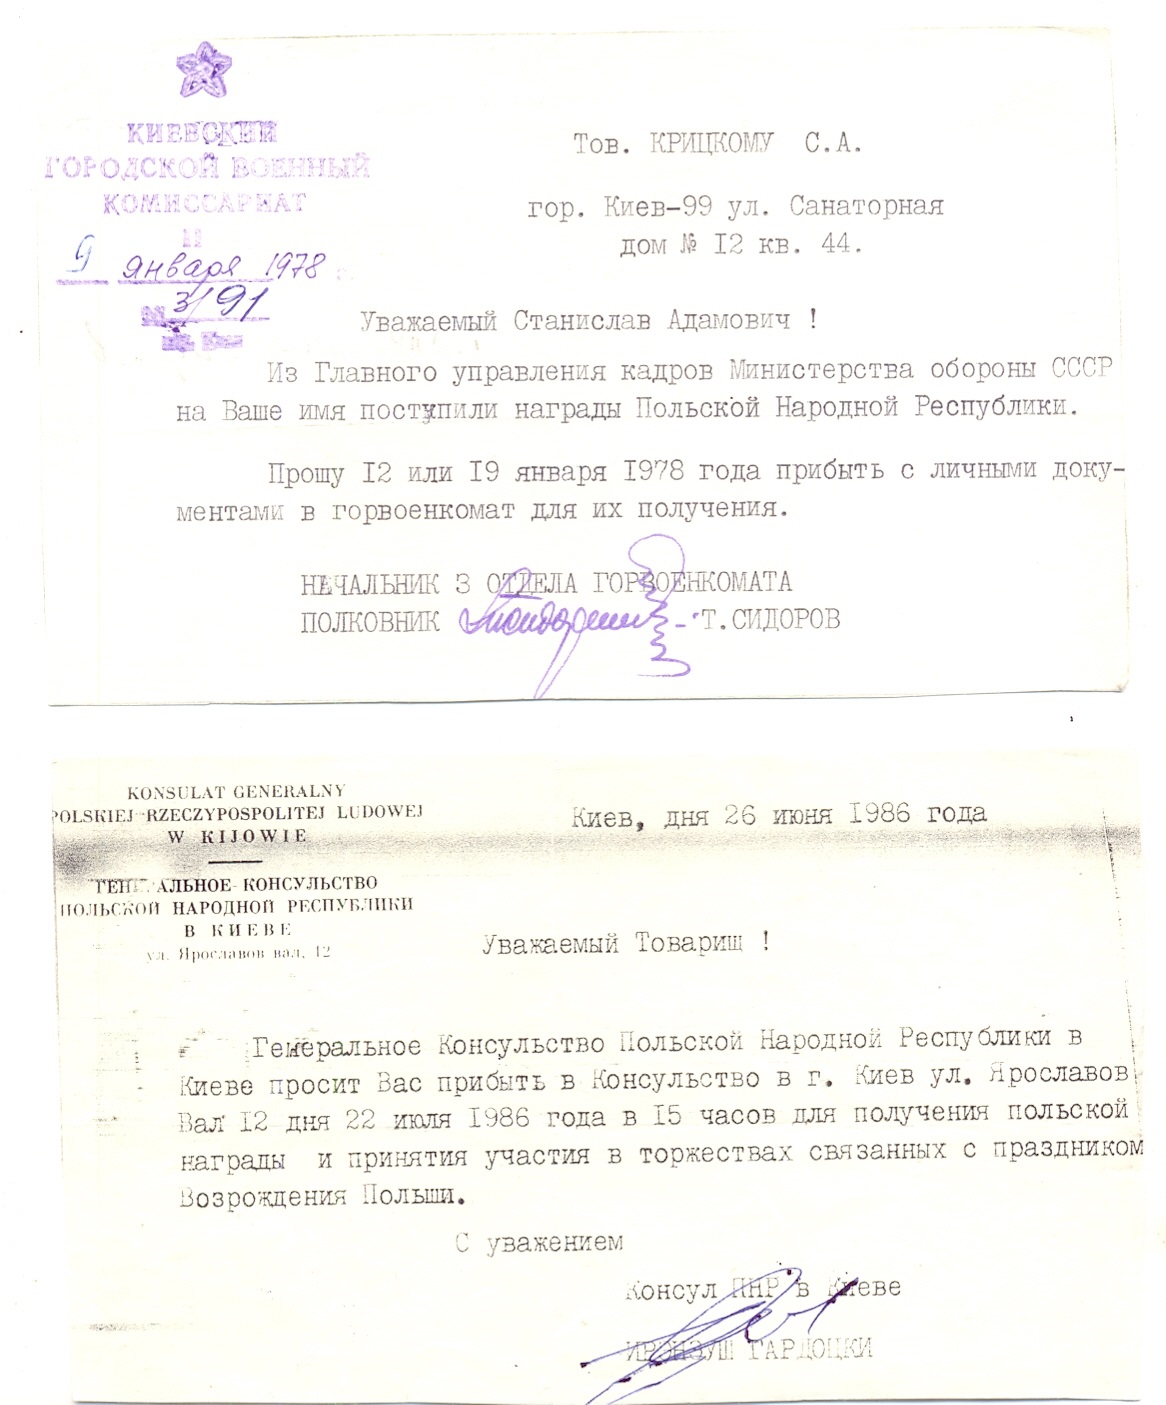 КИЕВСКИЙ
ГОРОДСКОЙ ВОЕННЫЙ
КОМИССАРИАТ
9 января 1978
3/91
Тов. КРИЦКОМУ С.А.
гор. Киев-99 ул. Санаторная
дом № I2 кв. 44.
Уважаемый Станислав Адамович !
Из Главного управления кадров Министерства обороны СССР
на Ваше имя поступили награды Польской Народной Республики.
Прошу I2 или I9 января I978 года прибыть с личными доку-
ментами в горвоенкомат для их получения.
НАЧАЛЬНИК 3 ОТДЕЛА ГОРВОЕНКОМАТА
ПОЛКОВНИК Т.СИДОРОВ
KONSULAT GENERALNY
POLSKIEJ RZECZYPOSPOLITEJ LUDOWEJ
W KIJOWIE
ГЕНЕРАЛЬНОЕ КОНСУЛЬСТВО
ПОЛЬСКОЙ НАРОДНОЙ РЕСПУБЛИКИ
В КИЕВЕ
ул. Ярославов вал, 12
Киев, дня 26 июня I986 года
Уважаемый Товарищ !
Генеральное Консульство Польской Народной Республики в
Киеве просит Вас прибыть в Консульство в г. Киев ул. Ярославов
Вал I2 дня 22 июля I986 года в I5 часов для получения польской
награды и принятия участия в торжествах связанных с праздником
Возрождения Польши.
С уважением
Консул ПНР в Киеве
ГАРДОЦКИ